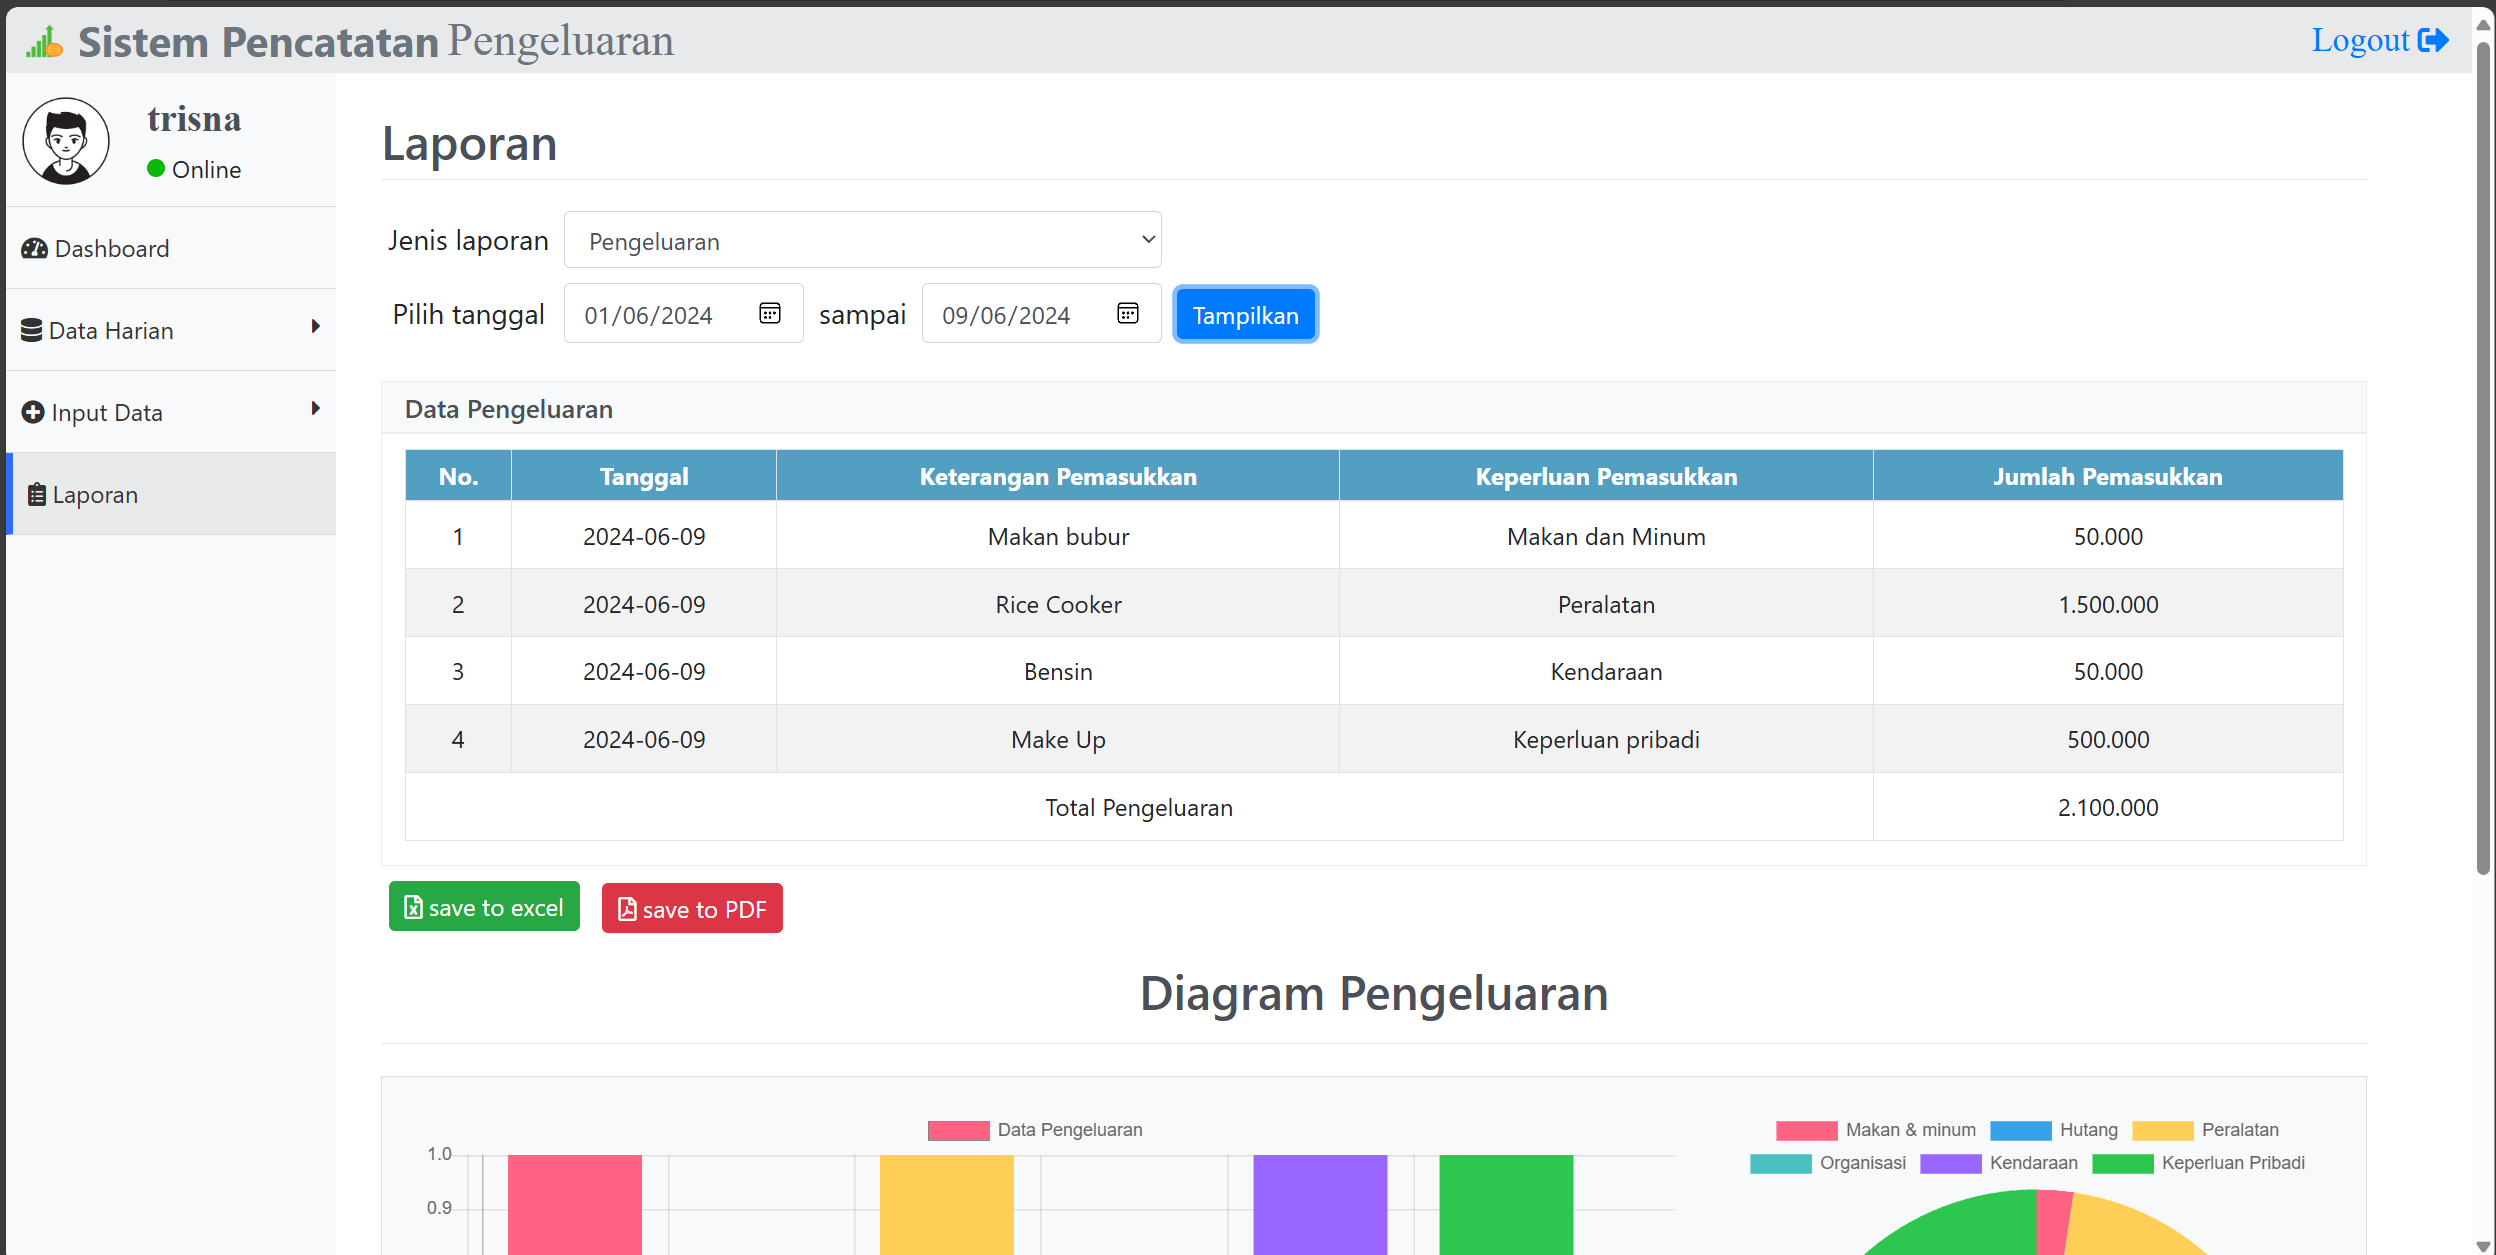 Sistem Pencatatan Pengeluaran
Logout
trisna
Online
Dashboard
Data Harian
Input Data
Laporan
Laporan
Jenis laporan Pengeluaran
Pilih tanggal 01/06/2024 sampai 09/06/2024 Tampilkan
Data Pengeluaran
No. Tanggal Keterangan Pemasukkan Keperluan Pemasukkan Jumlah Pemasukkan
1 2024-06-09 Makan bubur Makan dan Minum 50.000
2 2024-06-09 Rice Cooker Peralatan 1.500.000
3 2024-06-09 Bensin Kendaraan 50.000
4 2024-06-09 Make Up Keperluan pribadi 500.000
Total Pengeluaran 2.100.000
save to excel save to PDF
Diagram Pengeluaran
Data Pengeluaran
1.0
0.9
Makan & minum Hutang Peralatan
Organisasi Kendaraan Keperluan Pribadi